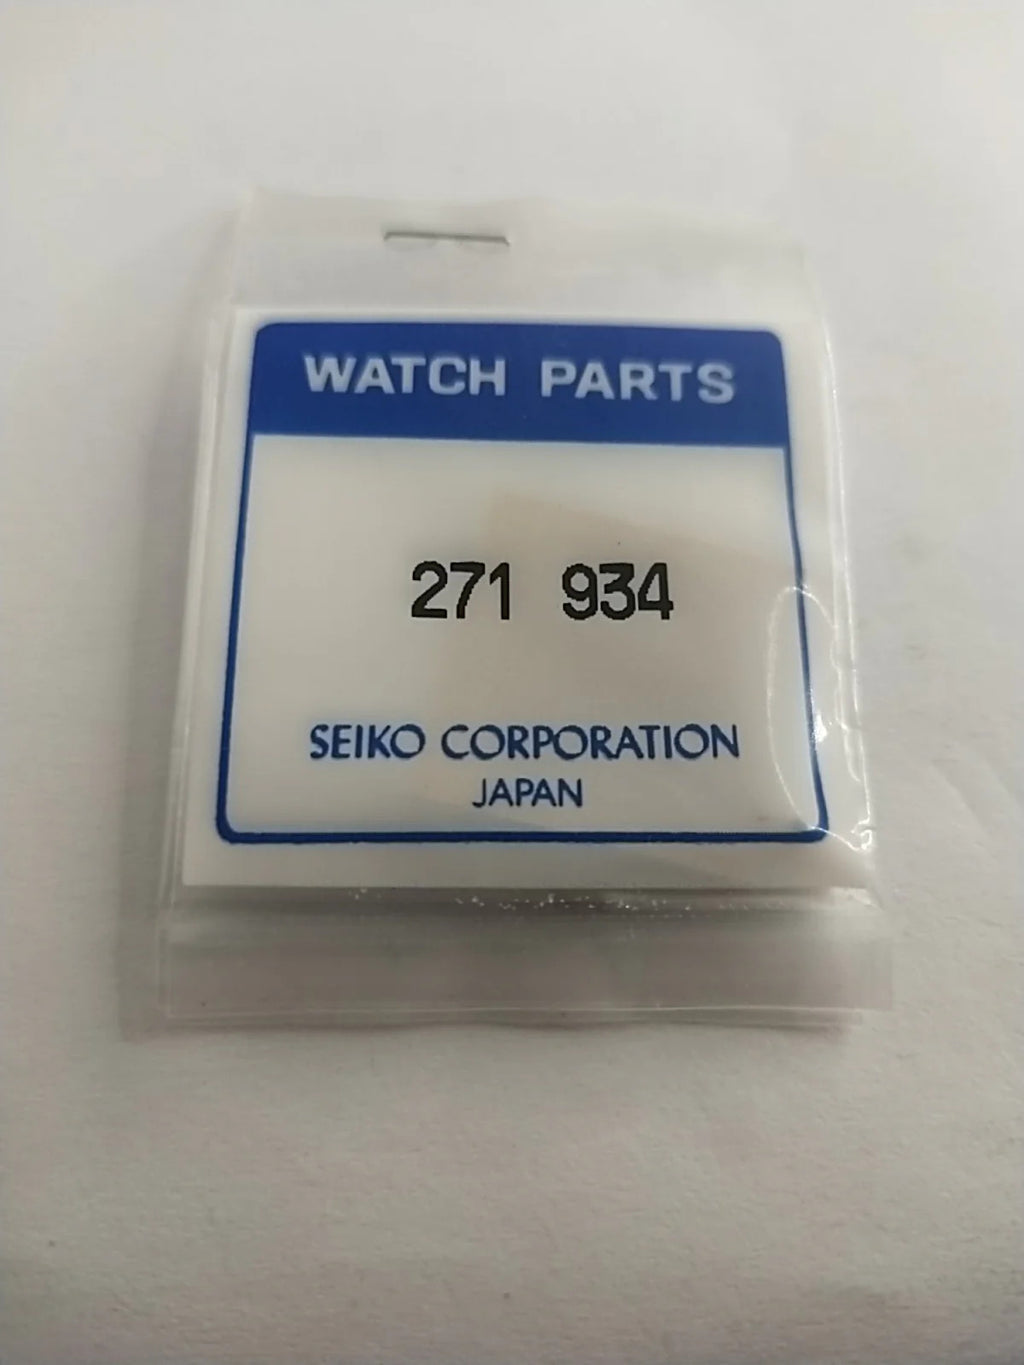 WATCH PARTS
271 934
SEIKO CORPORATION
JAPAN